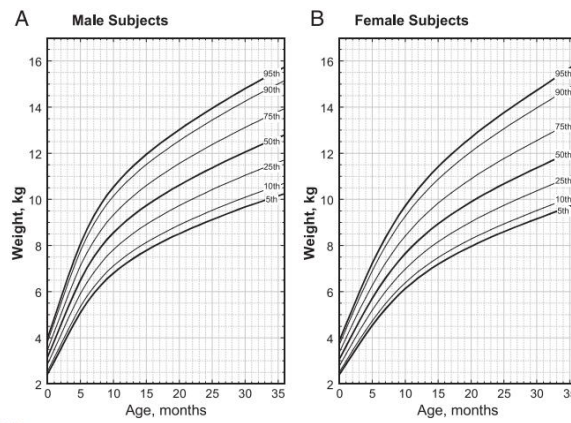 A Male Subjects
16
14
12
10
8
6
4
2
Weight, kg
95th
90th
75th
50th
25th
10th
5th
0 5 10 15 20 25 30 35
Age, months
B Female Subjects
16
14
12
10
8
6
4
2
Weight, kg
95th
90th
75th
50th
25th
10th
5th
0 5 10 15 20 25 30 35
Age, months